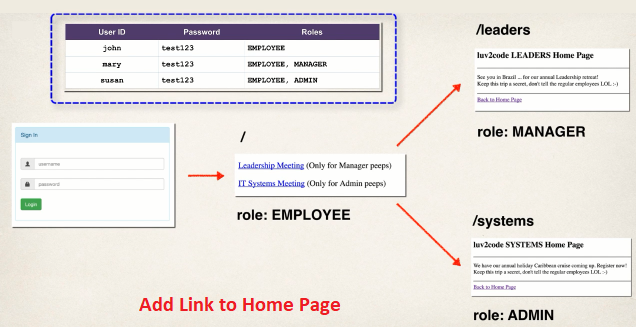 User ID Password Roles
john test123 EMPLOYEE
mary test123 EMPLOYEE, MANAGER
susan test123 EMPLOYEE, ADMIN
Sign In
username
password
Login
/
Leadership Meeting (Only for Manager peeps)
IT Systems Meeting (Only for Admin peeps)
role: EMPLOYEE
/leaders
luv2code LEADERS Home Page
See you in Brazil ... for our annual Leadership retreat!
Keep this trip a secret, don't tell the regular employees LOL :-)
Back to Home Page
role: MANAGER
/systems
luv2code SYSTEMS Home Page
We have our annual holiday Caribbean cruise coming up. Register now!
Keep this trip a secret, don't tell the regular employees LOL :-)
Back to Home Page
role: ADMIN
Add Link to Home Page